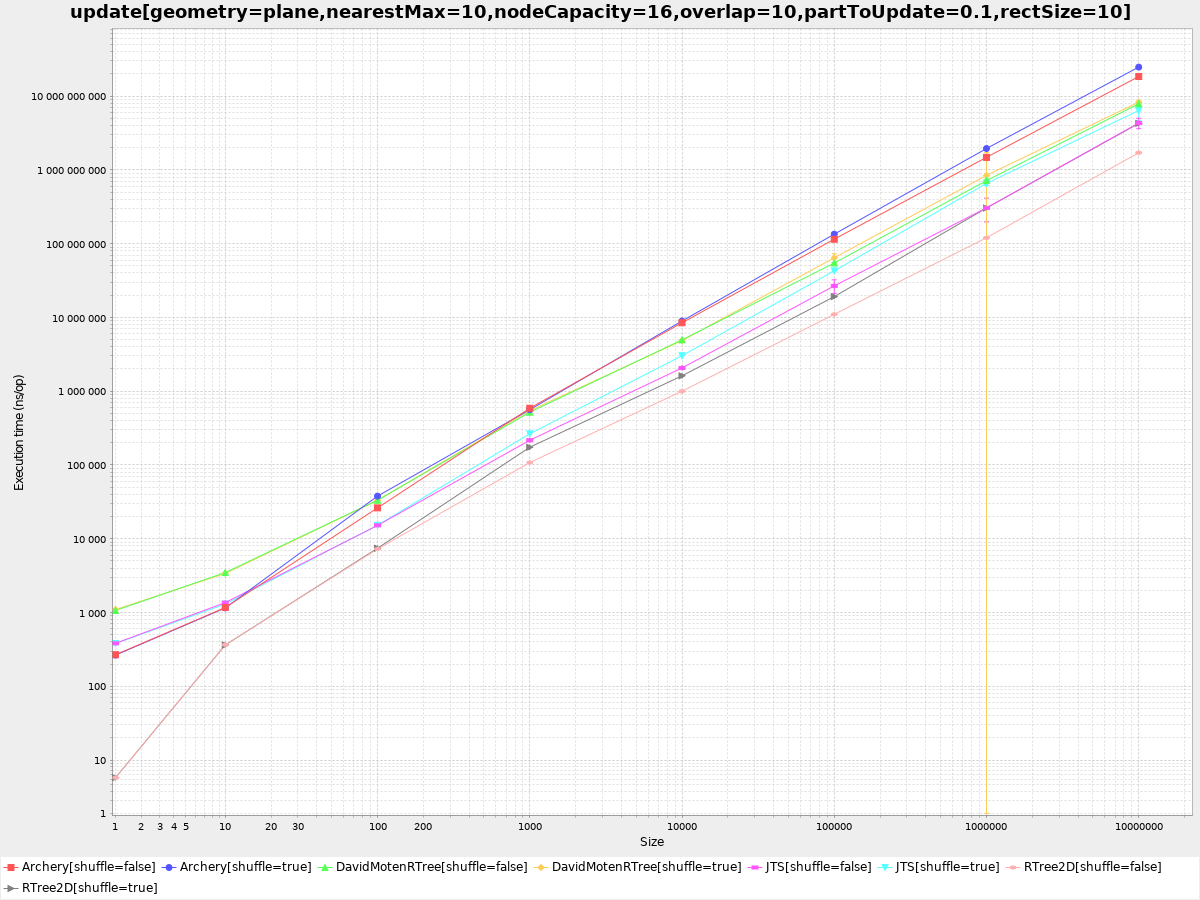 update[geometry=plane,nearestMax=10,nodeCapacity=16,overlap=10,partToUpdate=0.1,rectSize=10]
10 000 000 000
1 000 000 000
100 000 000
10 000 000
1 000 000
100 000
10 000
1 000
100
10
1
Execution time (ns/op)
1 2 3 4 5 10 20 30 100 200 1000 10000 100000 1000000 10000000
Size
Archery[shuffle=false] Archery[shuffle=true] DavidMotenRTree[shuffle=false] DavidMotenRTree[shuffle=true] JTS[shuffle=false] JTS[shuffle=true] RTree2D[shuffle=false]
RTree2D[shuffle=true]